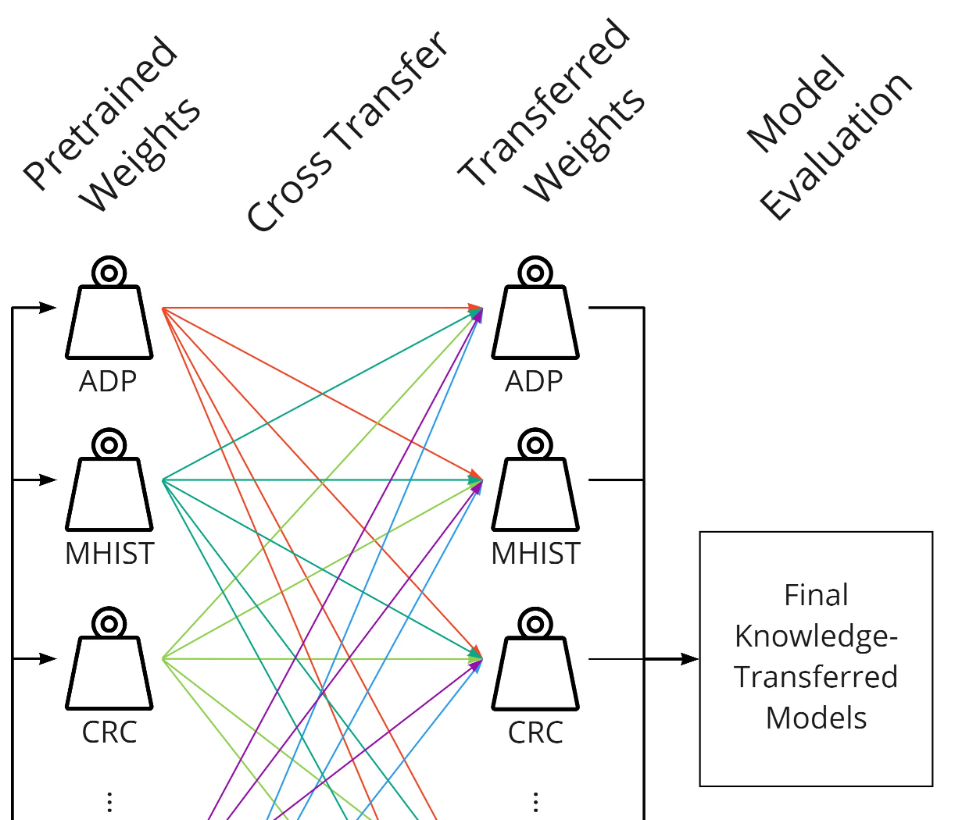 Pretrained
Weights
Cross Transfer
Transferred
Weights
Model
Evaluation
ADP
ADP
MHIST
MHIST
CRC
CRC
Final
Knowledge-
Transferred
Models
⋮
⋮